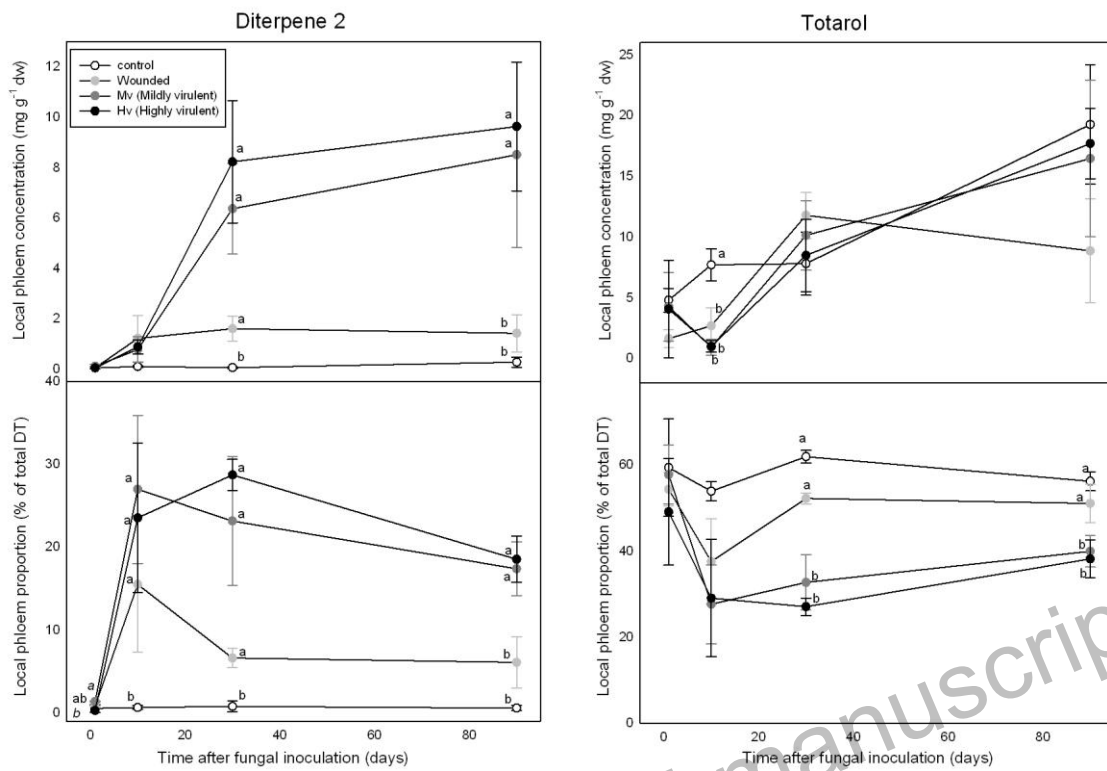 Diterpene 2
Totarol
control
Wounded
Mv (Mildly virulent)
Hv (Highly virulent)
Local phloem concentration (mg g⁻¹ dw)
12
10
8
6
4
2
0
a
a
a
a
a
b
b
b
Local phloem concentration (mg g⁻¹ dw)
25
20
15
10
5
0
a
b
b
b
Local phloem proportion (% of total DT)
40
30
20
10
0
a
ab
b
a
a
a
b
a
a
a
b
a
a
b
b
0
20
40
60
80
Time after fungal inoculation (days)
Local phloem proportion (% of total DT)
60
40
20
0
a
a
b
b
a
a
b
b
0
20
40
60
80
Time after fungal inoculation (days)
manuscrip